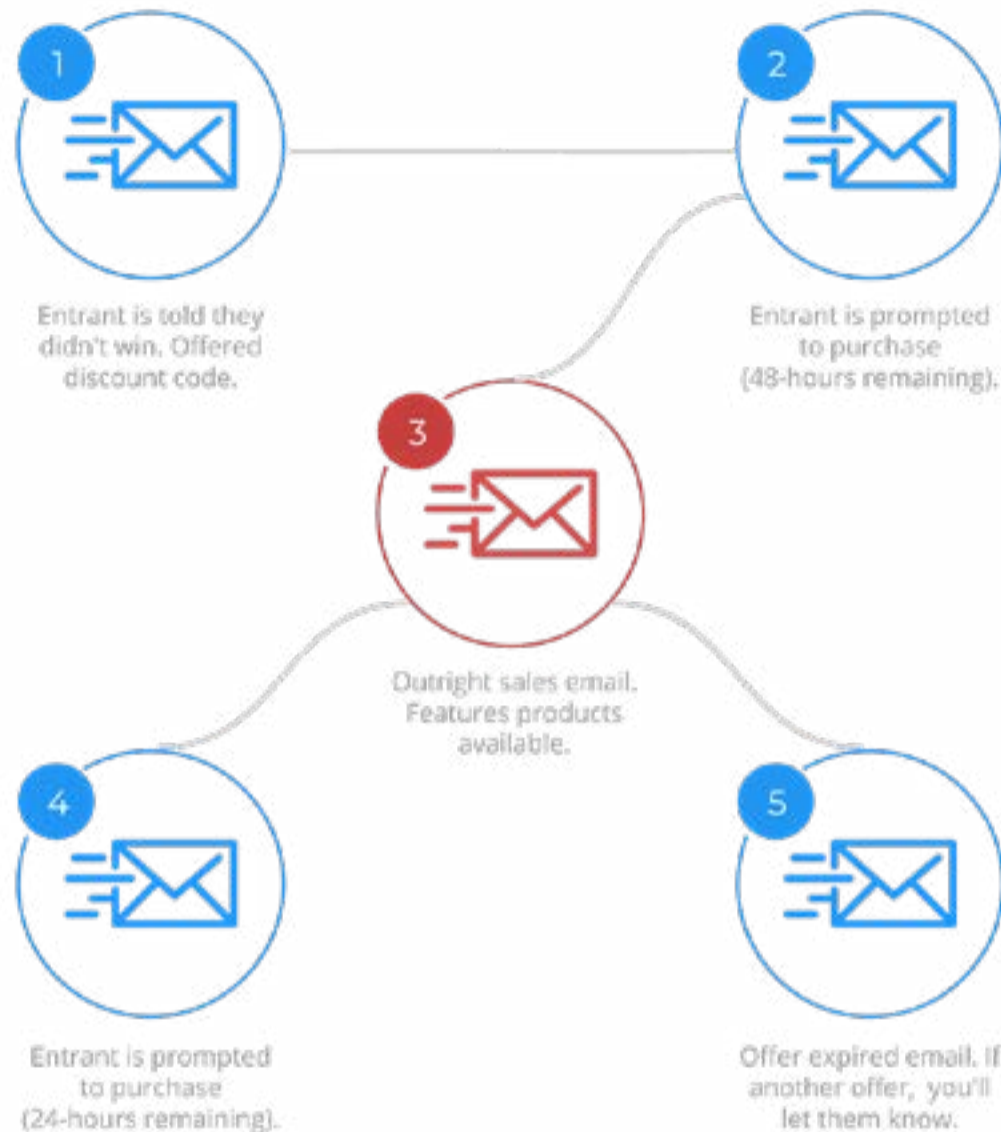 1
Entrant is told they
didn't win. Offered
discount code.
2
Entrant is prompted
to purchase
(48-hours remaining).
3
Outright sales email.
Features products
available.
4
Entrant is prompted
to purchase
(24-hours remaining).
5
Offer expired email. If
another offer, you'll
let them know.